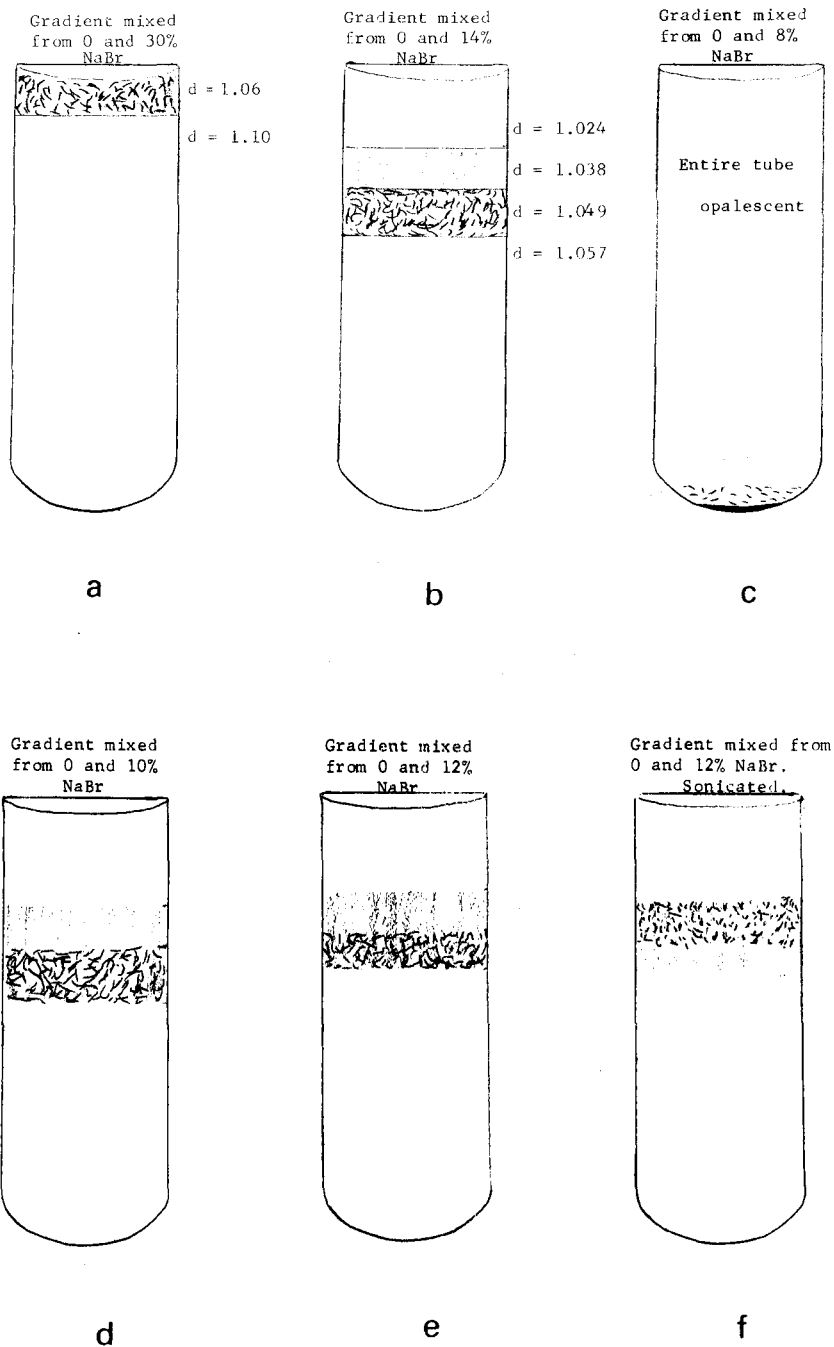 Gradient mixed
from 0 and 30%
NaBr
d = 1.06
d = 1.10
a
Gradient mixed
from 0 and 14%
NaBr
d = 1.024
d = 1.038
d = 1.049
d = 1.057
b
Gradient mixed
from 0 and 8%
NaBr
Entire tube
opalescent
c
Gradient mixed
from 0 and 10%
NaBr
d
Gradient mixed
from 0 and 12%
NaBr
e
Gradient mixed from
0 and 12% NaBr.
Sonicated.
f